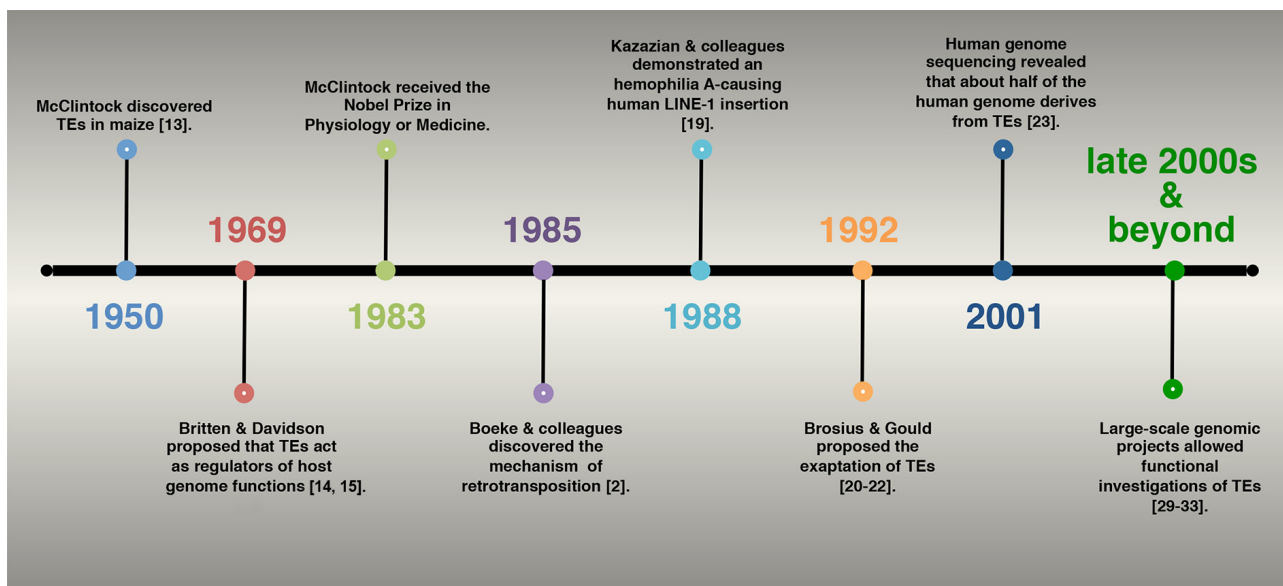 McClintock discovered
TEs in maize [13].
1950
1969
Britten & Davidson
proposed that TEs act
as regulators of host
genome functions [14, 15].
McClintock received the
Nobel Prize in
Physiology or Medicine.
1983
1985
Boeke & colleagues
discovered the
mechanism of
retrotransposition [2].
Kazazian & colleagues
demonstrated an
hemophilia A-causing
human LINE-1 insertion
[19].
1988
1992
Brosius & Gould
proposed the
exaptation of TEs
[20-22].
Human genome
sequencing revealed
that about half of the
human genome derives
from TEs [23].
2001
late 2000s
&
beyond
Large-scale genomic
projects allowed
functional
investigations of TEs
[29-33].